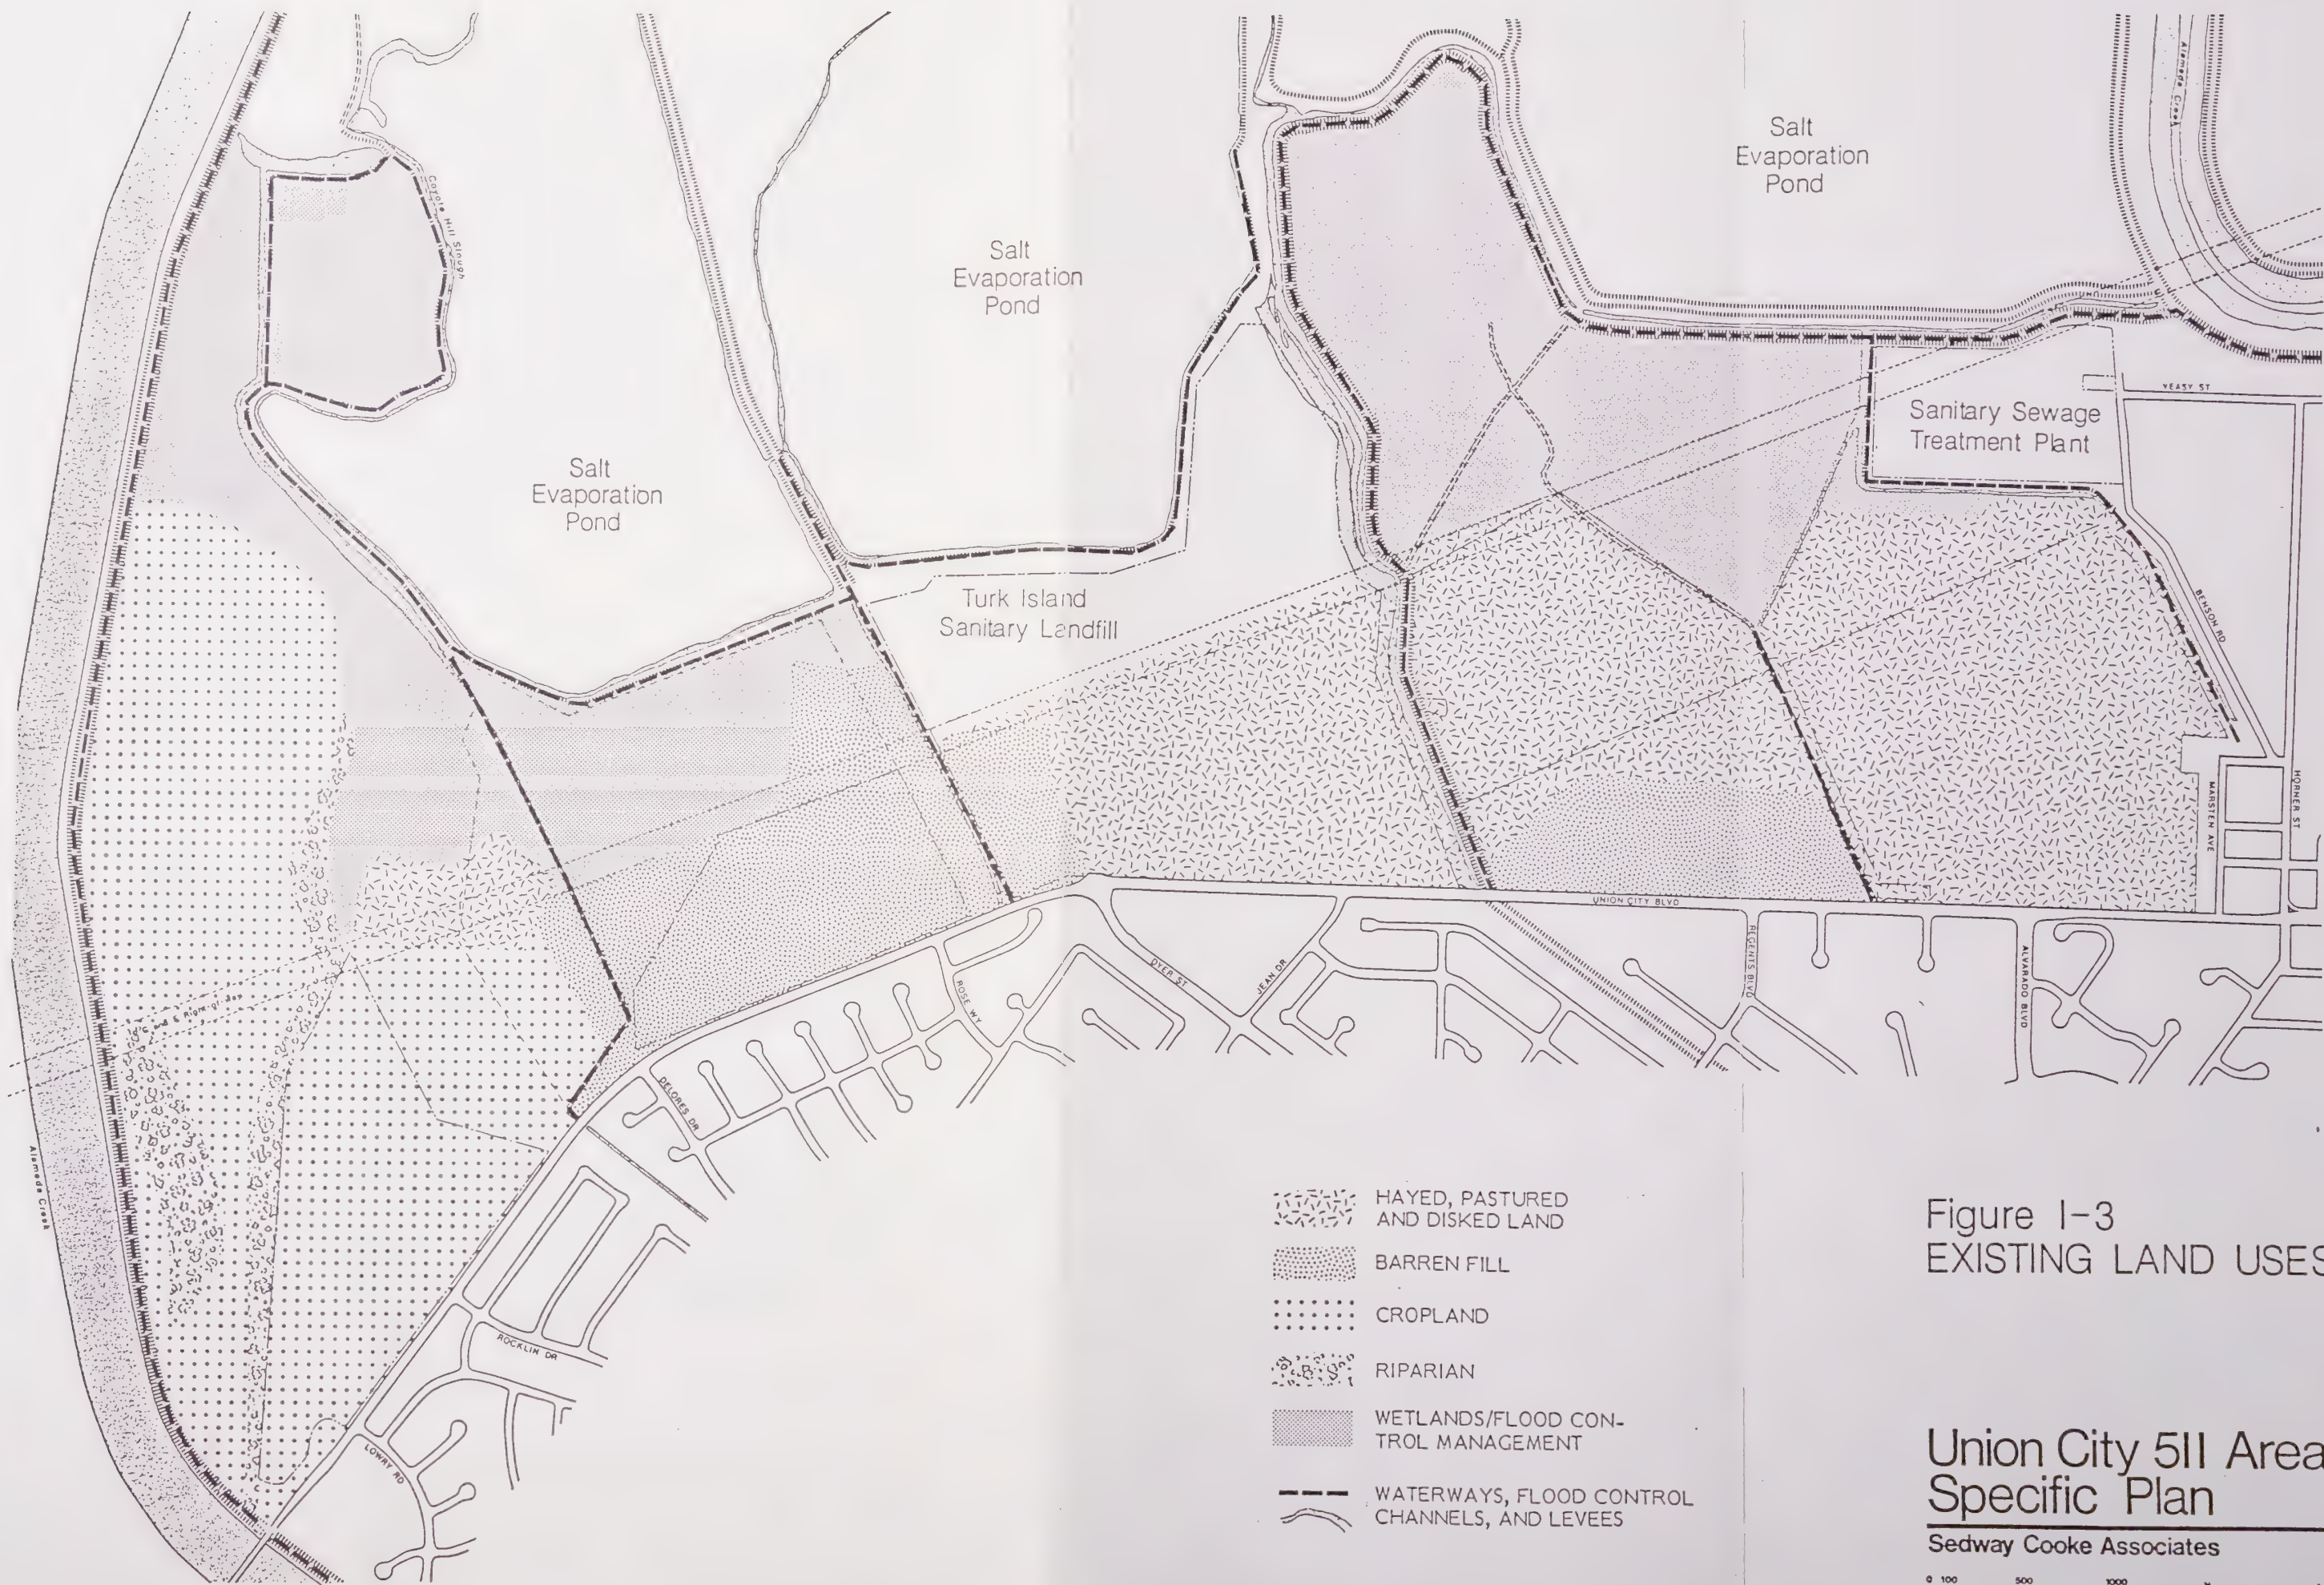 Alameda Creek
Salt
Evaporation
Pond
Coyote Hill Slough
Salt
Evaporation
Pond
YEASY ST
Sanitary Sewage
Treatment Plant
Salt
Evaporation
Pond
Turk Island
Sanitary Landfill
BENSON RD
MARSTEN AVE
HORNER ST
UNION CITY BLVD
REGENTS BLVD
ALVARADO BLVD
DYER ST
JEAN DR
ROSE WY
DELORES DR
Alameda Creek
ROCKLIN DR
LOWRY RD
HAYED, PASTURED
AND DISKED LAND
BARREN FILL
CROPLAND
RIPARIAN
WETLANDS/FLOOD CON-
TROL MANAGEMENT
WATERWAYS, FLOOD CONTROL
CHANNELS, AND LEVEES
Figure I-3
EXISTING LAND USES
Union City 511 Area
Specific Plan
Sedway Cooke Associates
0 100 500 1000